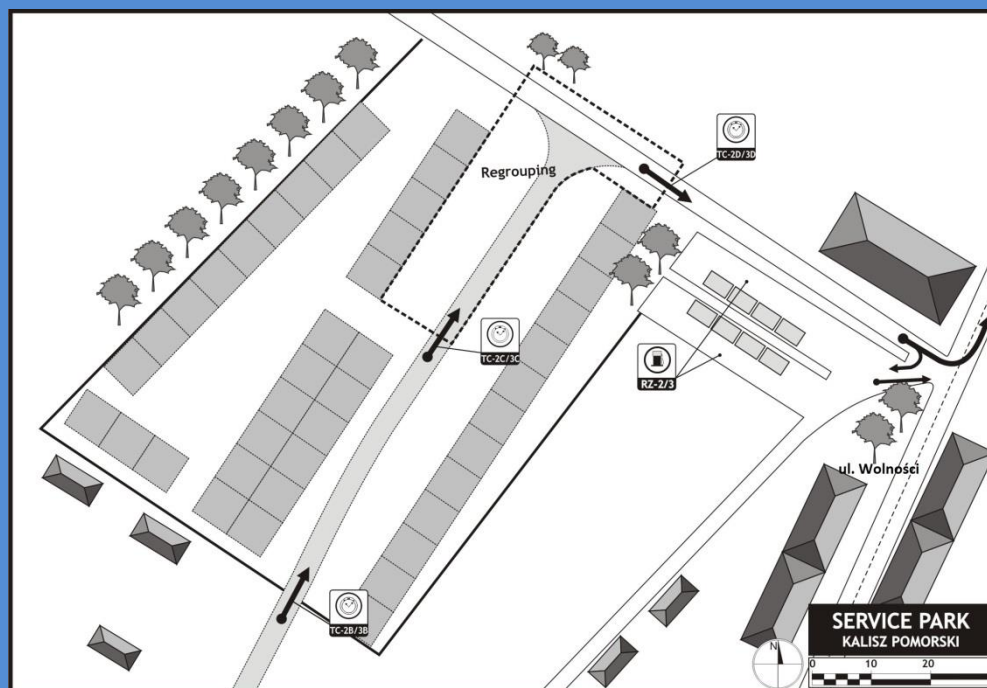 TC-2D/3D
Regrouping
TC-2C/3C
RZ-2/3
ul. Wolności
TC-2B/3B
SERVICE PARK
KALISZ POMORSKI
N
0 10 20